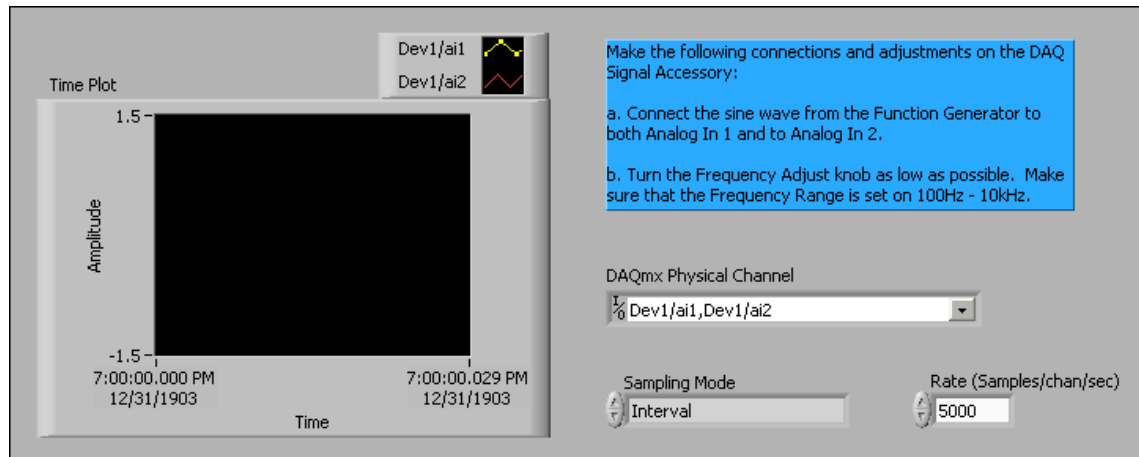 Dev1/ai1
Dev1/ai2
Time Plot
1.5
-1.5
Amplitude
7:00:00.000 PM
12/31/1903
7:00:00.029 PM
12/31/1903
Time
Make the following connections and adjustments on the DAQ
Signal Accessory:
a. Connect the sine wave from the Function Generator to
both Analog In 1 and to Analog In 2.
b. Turn the Frequency Adjust knob as low as possible.  Make
sure that the Frequency Range is set on 100Hz - 10kHz.
DAQmx Physical Channel
I/O Dev1/ai1,Dev1/ai2
Sampling Mode
Interval
Rate (Samples/chan/sec)
5000